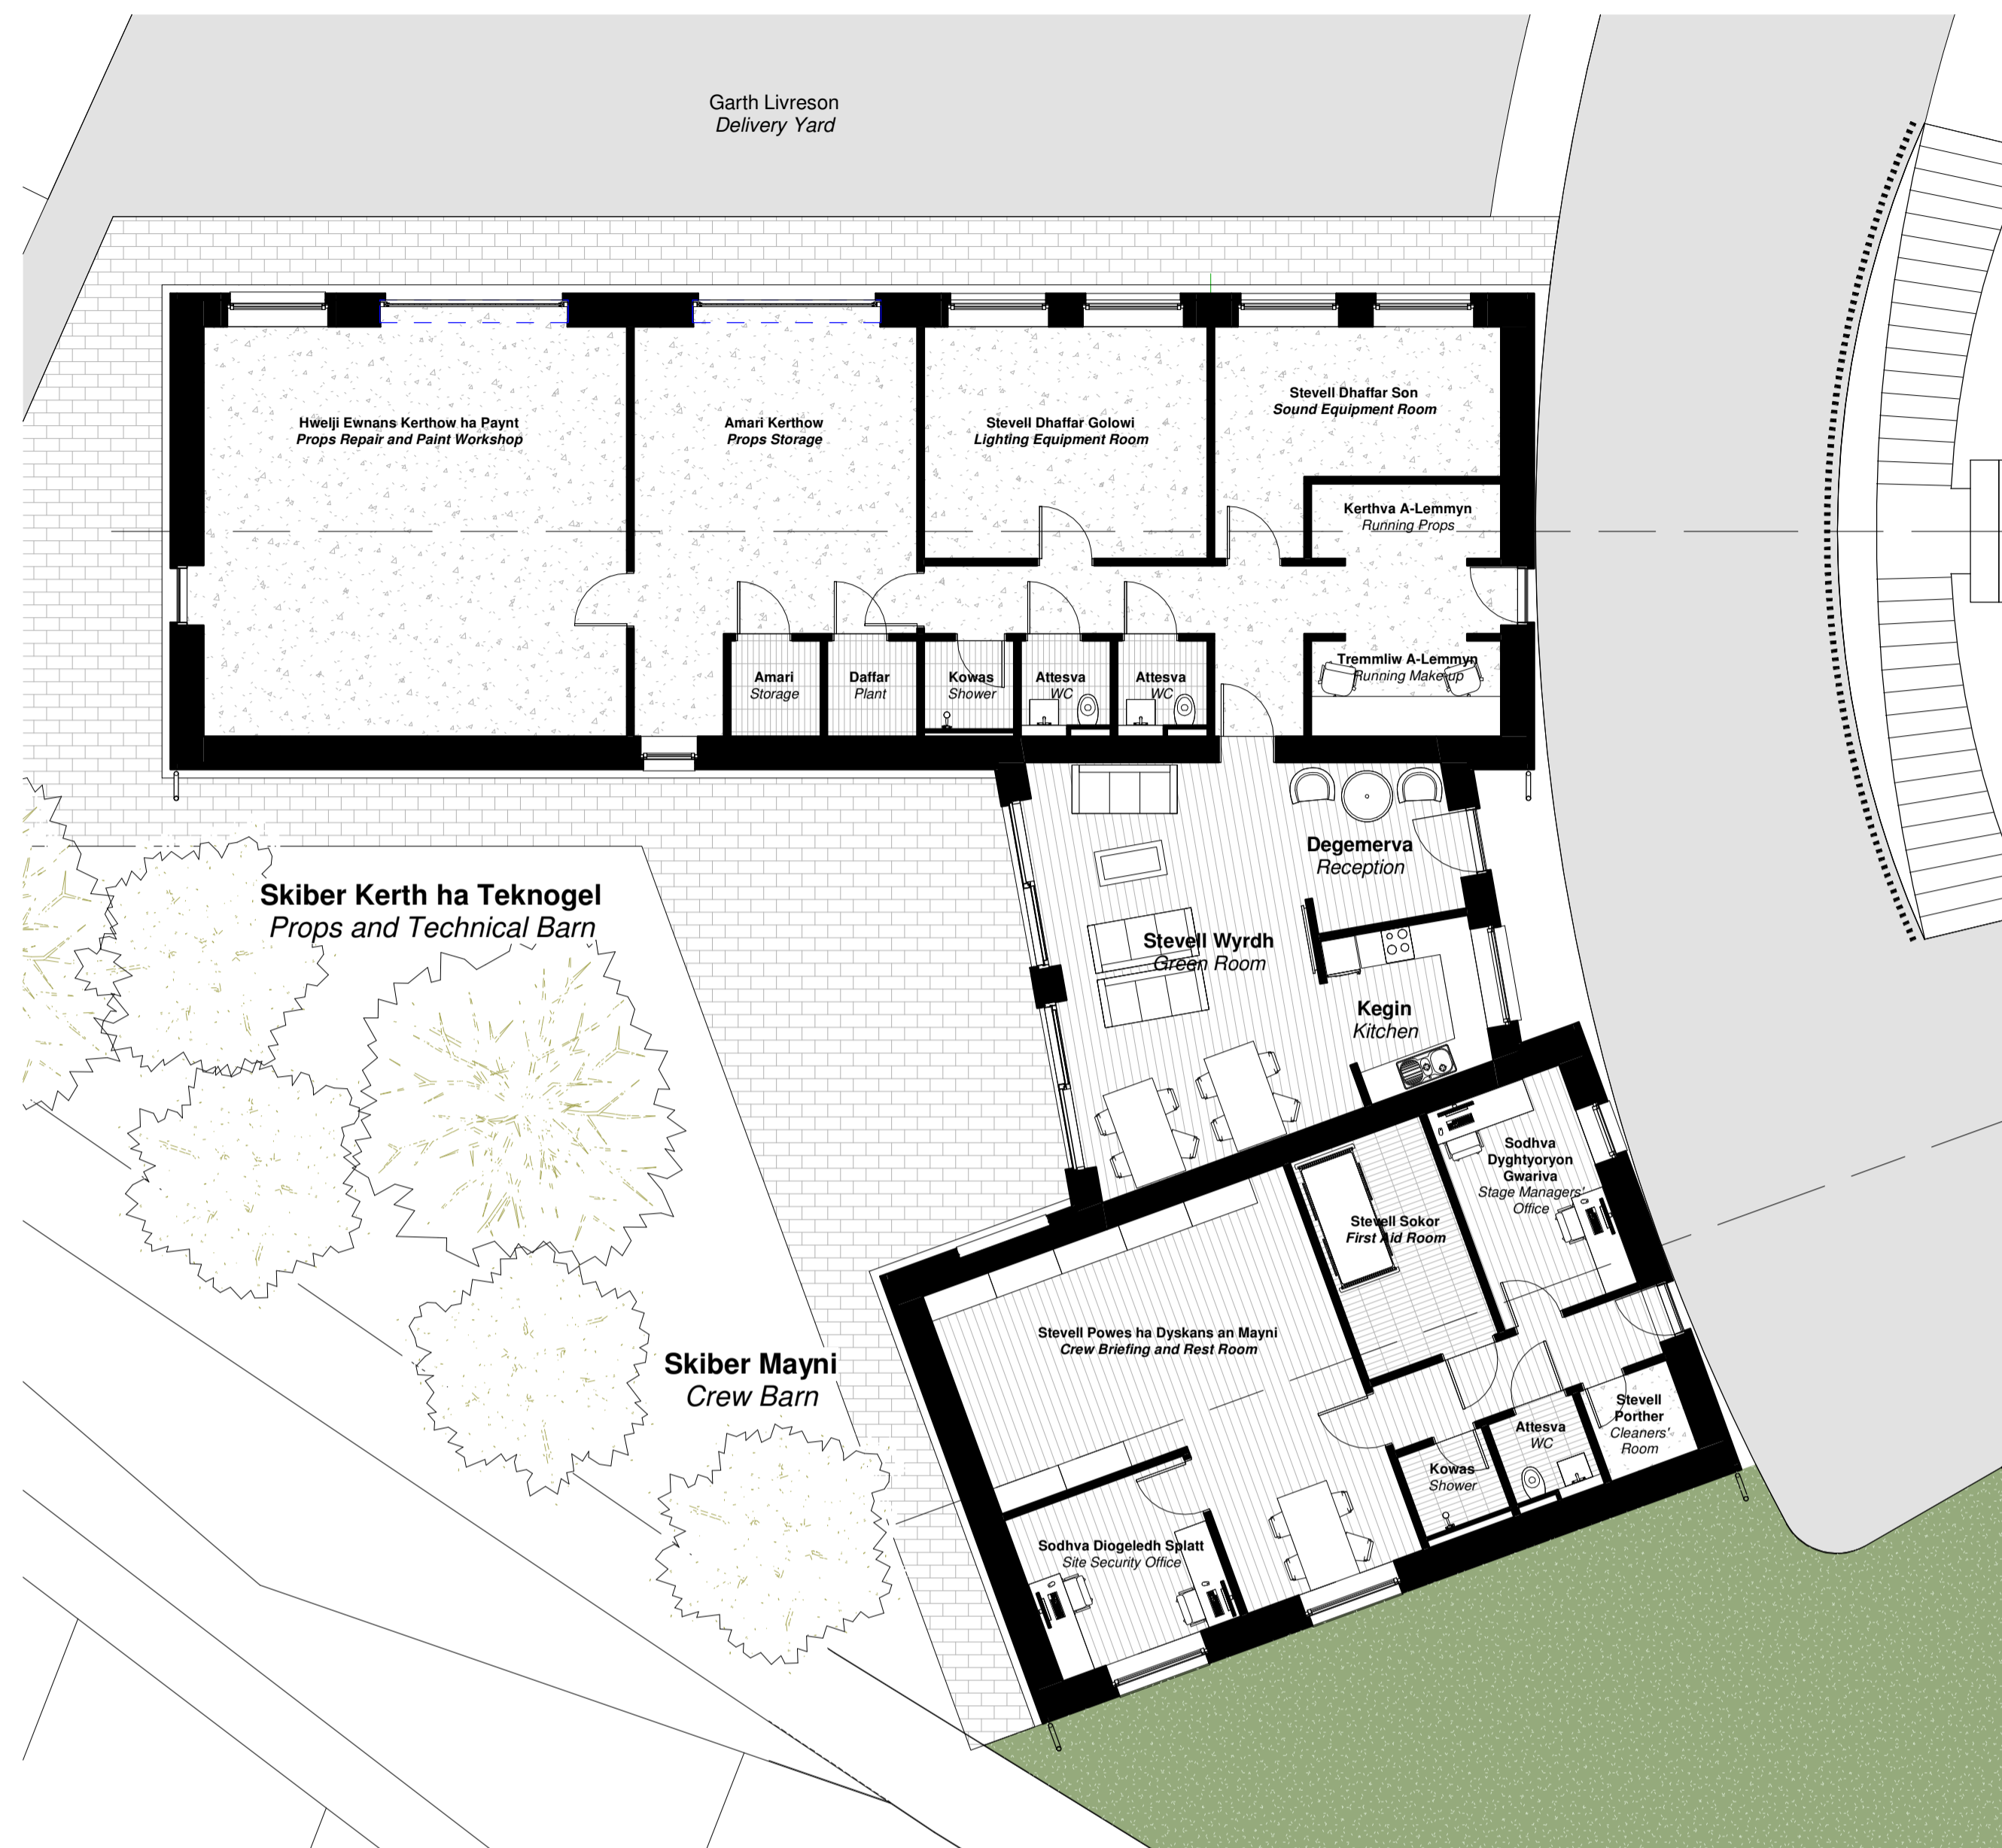 Garth Livreson
Delivery Yard
Hwelji Ewnans Kerthow ha Paynt
Props Repair and Paint Workshop
Amari Kerthow
Props Storage
Stevell Dhaffar Golowi
Lighting Equipment Room
Stevell Dhaffar Son
Sound Equipment Room
Kerthva A-Lemmyn
Running Props
Amari
Storage
Daffar
Plant
Kowas
Shower
Attesva
WC
Attesva
WC
Tremmliw A-Lemmyn
Running Make-up
Degemerva
Reception
Skiber Kerth ha Teknogel
Props and Technical Barn
Stevell Wyrdh
Green Room
Kegin
Kitchen
Sodhva
Dyghtyoryon
Gwariva
Stage Managers'
Office
Stevell Sokor
First Aid Room
Stevell Powes ha Dyskans an Mayni
Crew Briefing and Rest Room
Skiber Mayni
Crew Barn
Stevell
Porther
Cleaners'
Room
Attesva
WC
Kowas
Shower
Sodhva Diogeledh Splatt
Site Security Office